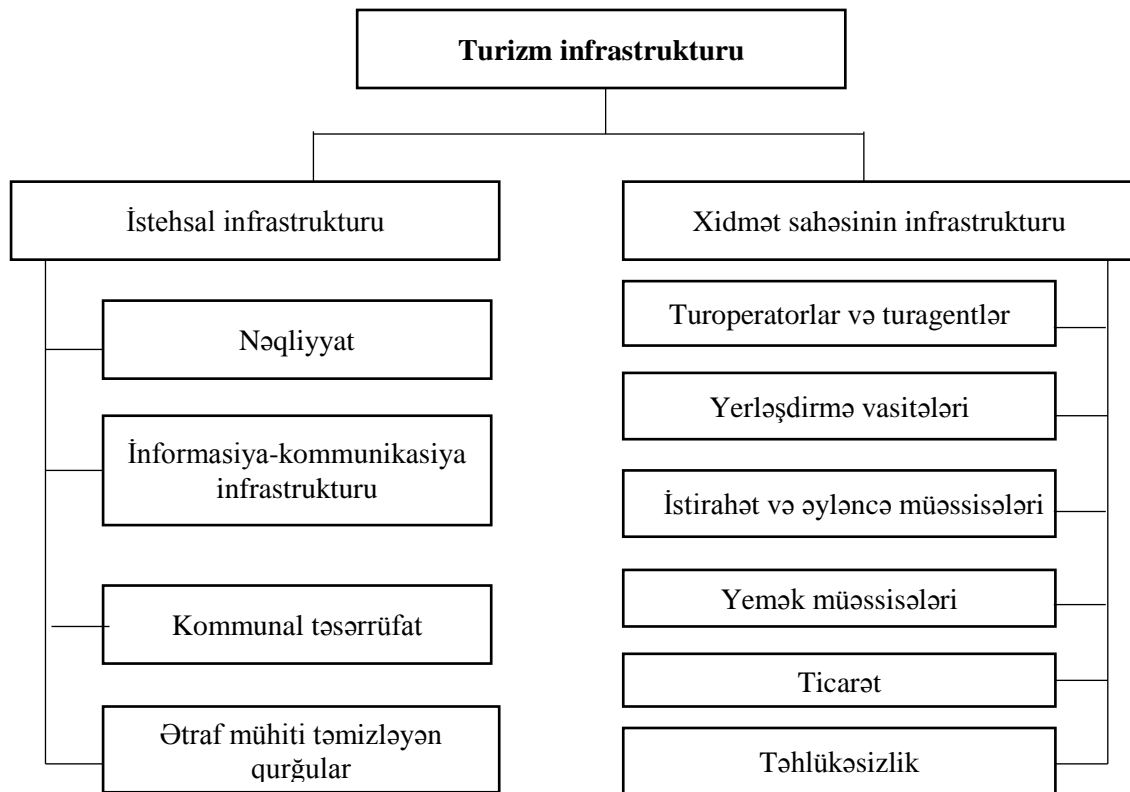 Turizm infrastrukturu
İstehsal infrastrukturu
Xidmət sahəsinin infrastrukturu
Nəqliyyat
İnformasiya-kommunikasiya
infrastrukturu
Kommunal təsərrüfat
Ətraf mühiti təmizləyən
qurğular
Turoperatorlar və turagentlər
Yerləşdirmə vasitələri
İstirahət və əyləncə müəssisələri
Yemək müəssisələri
Ticarət
Təhlükəsizlik